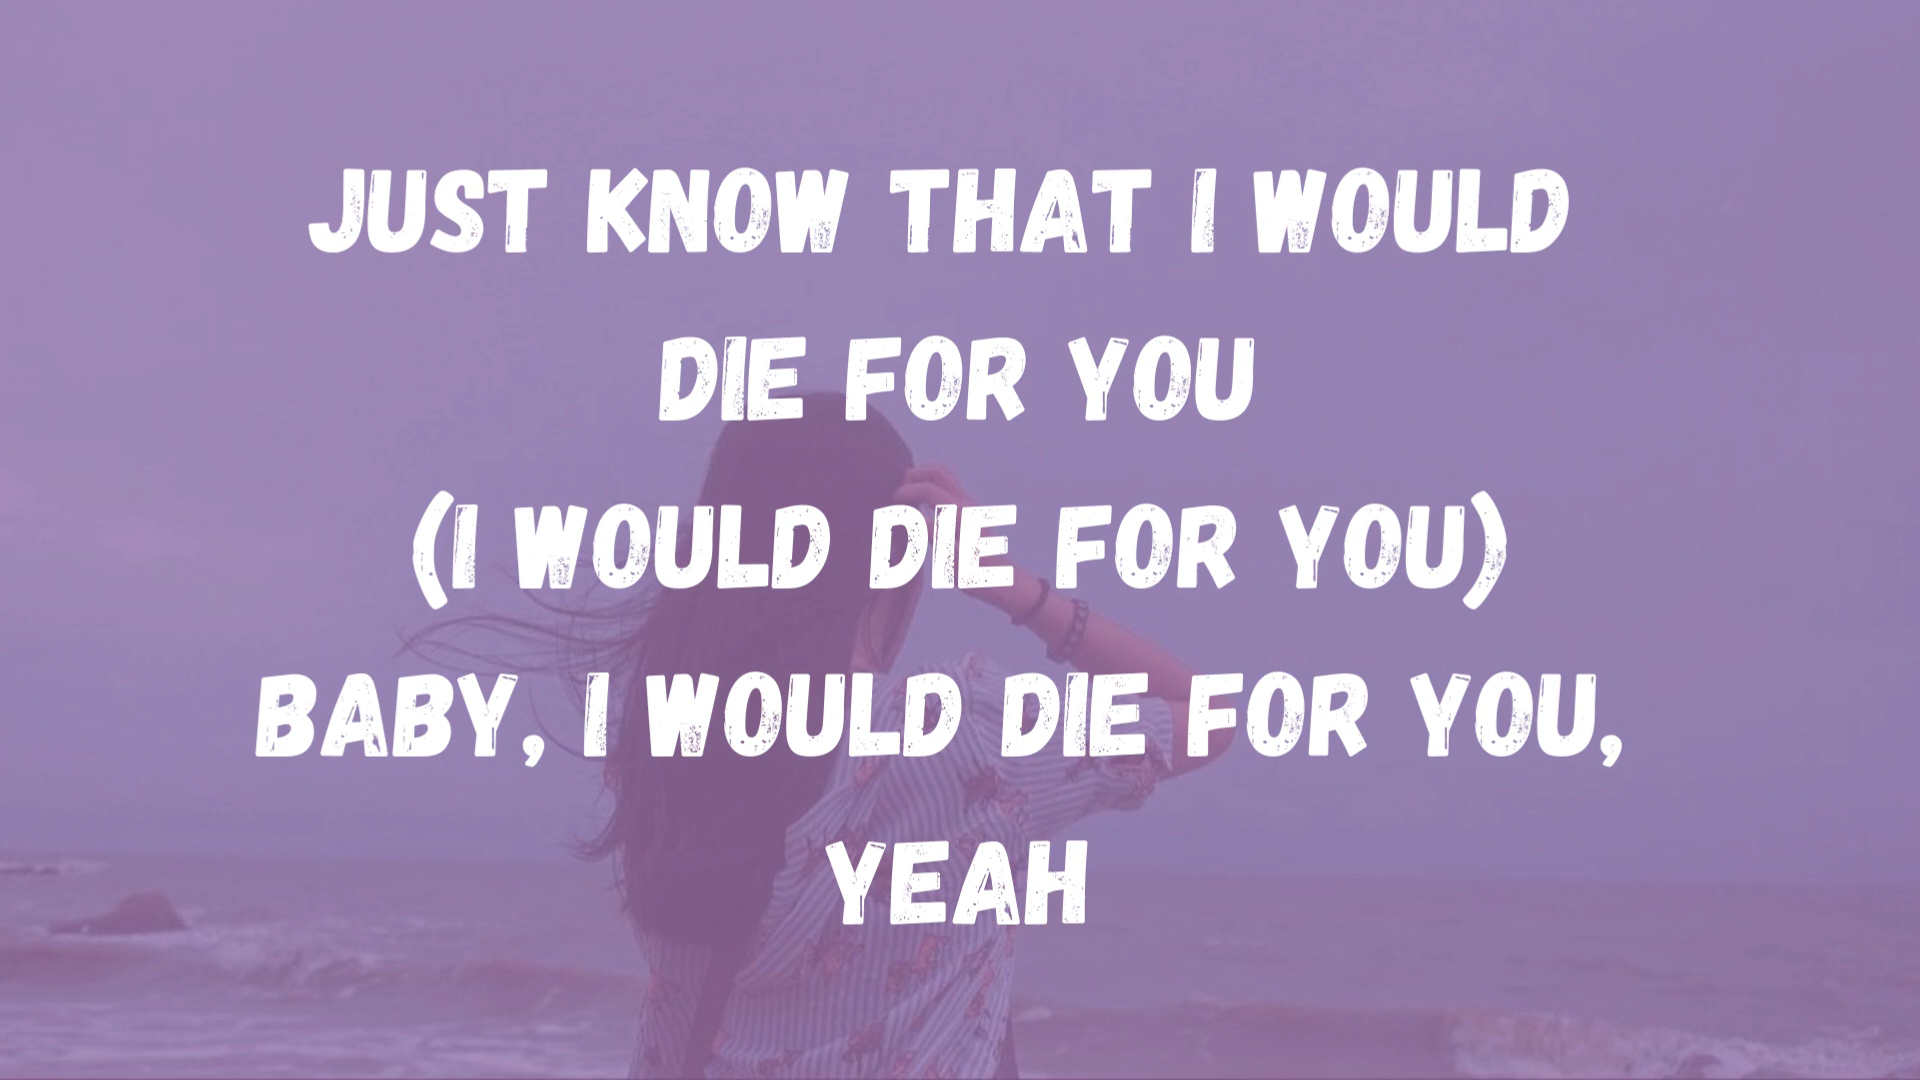 JUST KNOW THAT I WOULD
DIE FOR YOU
(I WOULD DIE FOR YOU)
BABY, I WOULD DIE FOR YOU,
YEAH